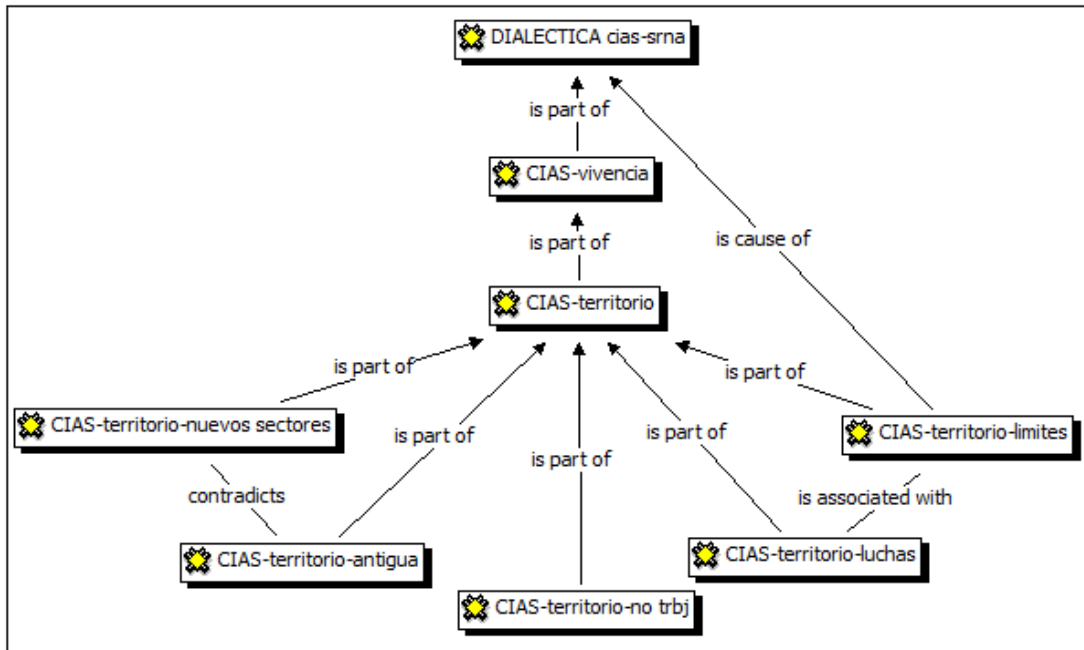 DIALECTICA cias-srna
is part of
CIAS-vivencia
is cause of
is part of
CIAS-territorio
is part of
is part of
CIAS-territorio-nuevos sectores
CIAS-territorio-limites
is part of
is part of
is part of
contradicts
is associated with
CIAS-territorio-antigua
CIAS-territorio-luchas
CIAS-territorio-no trbj